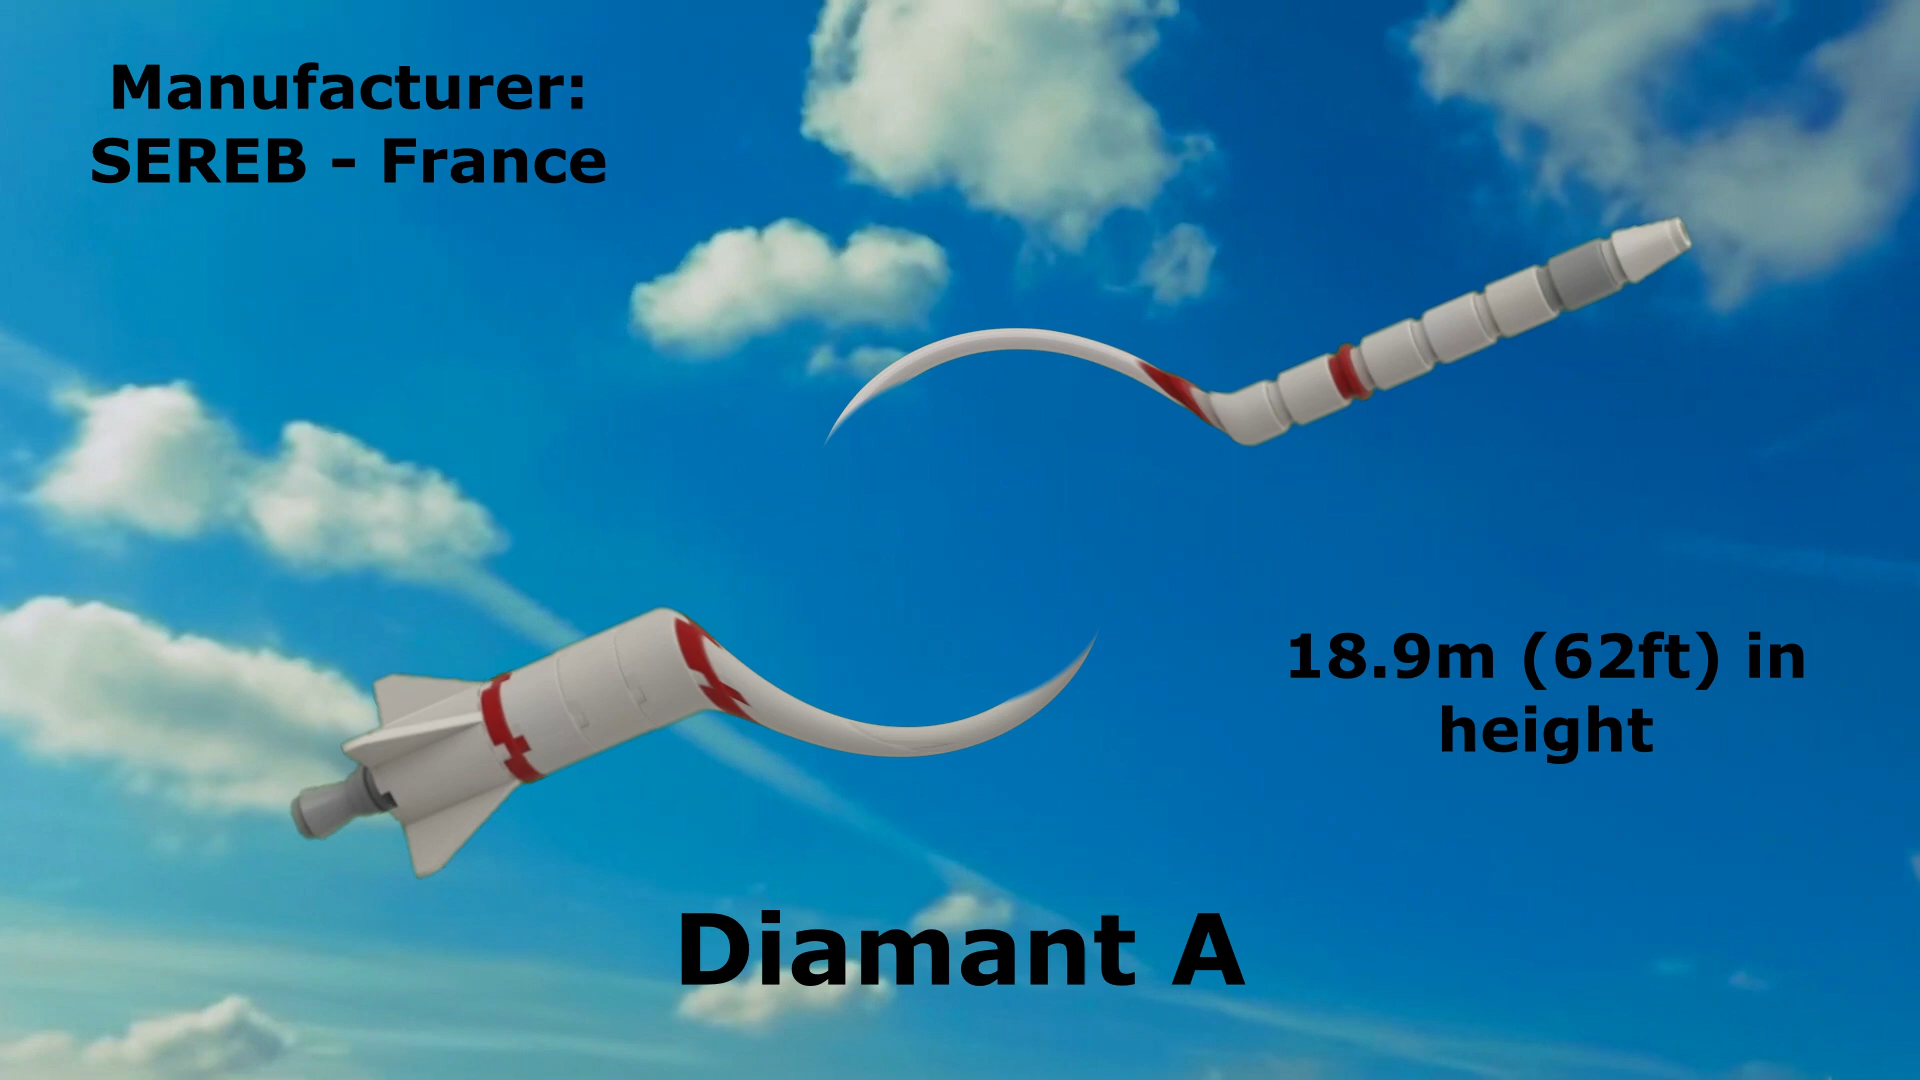 Manufacturer:
SEREB - France
18.9m (62ft) in
height
Diamant A